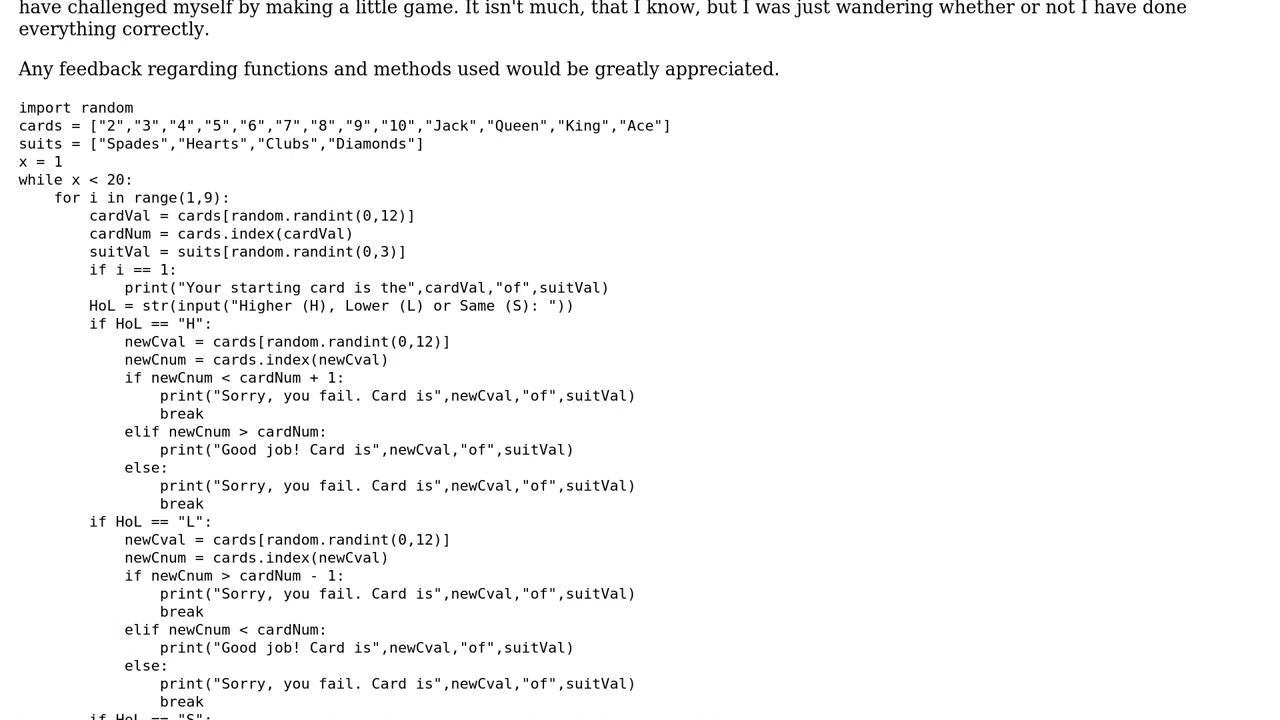 have challenged myself by making a little game. It isn't much, that I know, but I was just wandering whether or not I have done
everything correctly.
Any feedback regarding functions and methods used would be greatly appreciated.
import random
cards = ["2","3","4","5","6","7","8","9","10","Jack","Queen","King","Ace"]
suits = ["Spades","Hearts","Clubs","Diamonds"]
x = 1
while x < 20:
    for i in range(1,9):
        cardVal = cards[random.randint(0,12)]
        cardNum = cards.index(cardVal)
        suitVal = suits[random.randint(0,3)]
        if i == 1:
            print("Your starting card is the",cardVal,"of",suitVal)
        HoL = str(input("Higher (H), Lower (L) or Same (S): "))
        if HoL == "H":
            newCval = cards[random.randint(0,12)]
            newCnum = cards.index(newCval)
            if newCnum < cardNum + 1:
                print("Sorry, you fail. Card is",newCval,"of",suitVal)
                break
            elif newCnum > cardNum:
                print("Good job! Card is",newCval,"of",suitVal)
            else:
                print("Sorry, you fail. Card is",newCval,"of",suitVal)
                break
        if HoL == "L":
            newCval = cards[random.randint(0,12)]
            newCnum = cards.index(newCval)
            if newCnum > cardNum - 1:
                print("Sorry, you fail. Card is",newCval,"of",suitVal)
                break
            elif newCnum < cardNum:
                print("Good job! Card is",newCval,"of",suitVal)
            else:
                print("Sorry, you fail. Card is",newCval,"of",suitVal)
                break
        if HoL == "S":